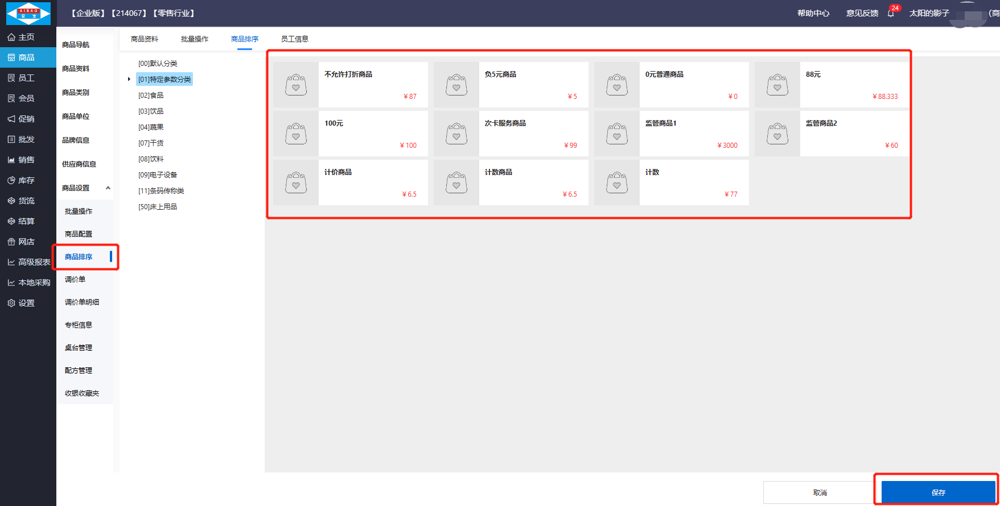 AIBAO
爱宝
【企业版】【214067】【零售行业】
帮助中心
意见反馈
24
太阳的影子
(商
主页
商品
员工
会员
促销
批发
销售
库存
货流
结算
网店
高级报表
本地采购
设置
商品导航
商品资料
商品类别
商品单位
品牌信息
供应商信息
商品设置
批量操作
商品配置
商品排序
调价单
调价单明细
专柜信息
桌台管理
配方管理
收银收藏夹
商品资料
批量操作
商品排序
员工信息
[00]默认分类
[01]特定参数分类
[02]食品
[03]饮品
[04]蔬果
[07]干货
[08]饮料
[09]电子设备
[11]条码传称类
[50]床上用品
不允许打折商品
¥ 87
负5元商品
¥ 5
0元普通商品
¥ 0
88元
¥ 88.333
100元
¥ 100
次卡服务商品
¥ 99
监管商品1
¥ 3000
监管商品2
¥ 60
计价商品
¥ 6.5
计数商品
¥ 6.5
计数
¥ 77
取消
保存